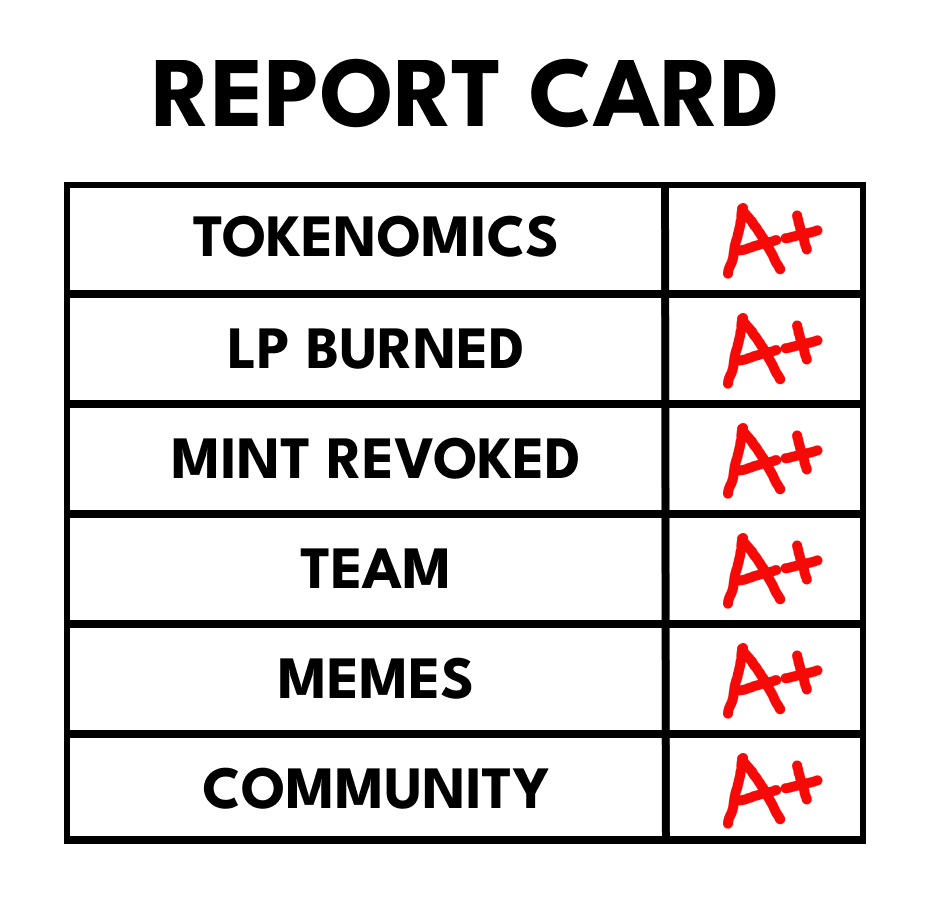 REPORT CARD
TOKENOMICS A+
LP BURNED A+
MINT REVOKED A+
TEAM A+
MEMES A+
COMMUNITY A+